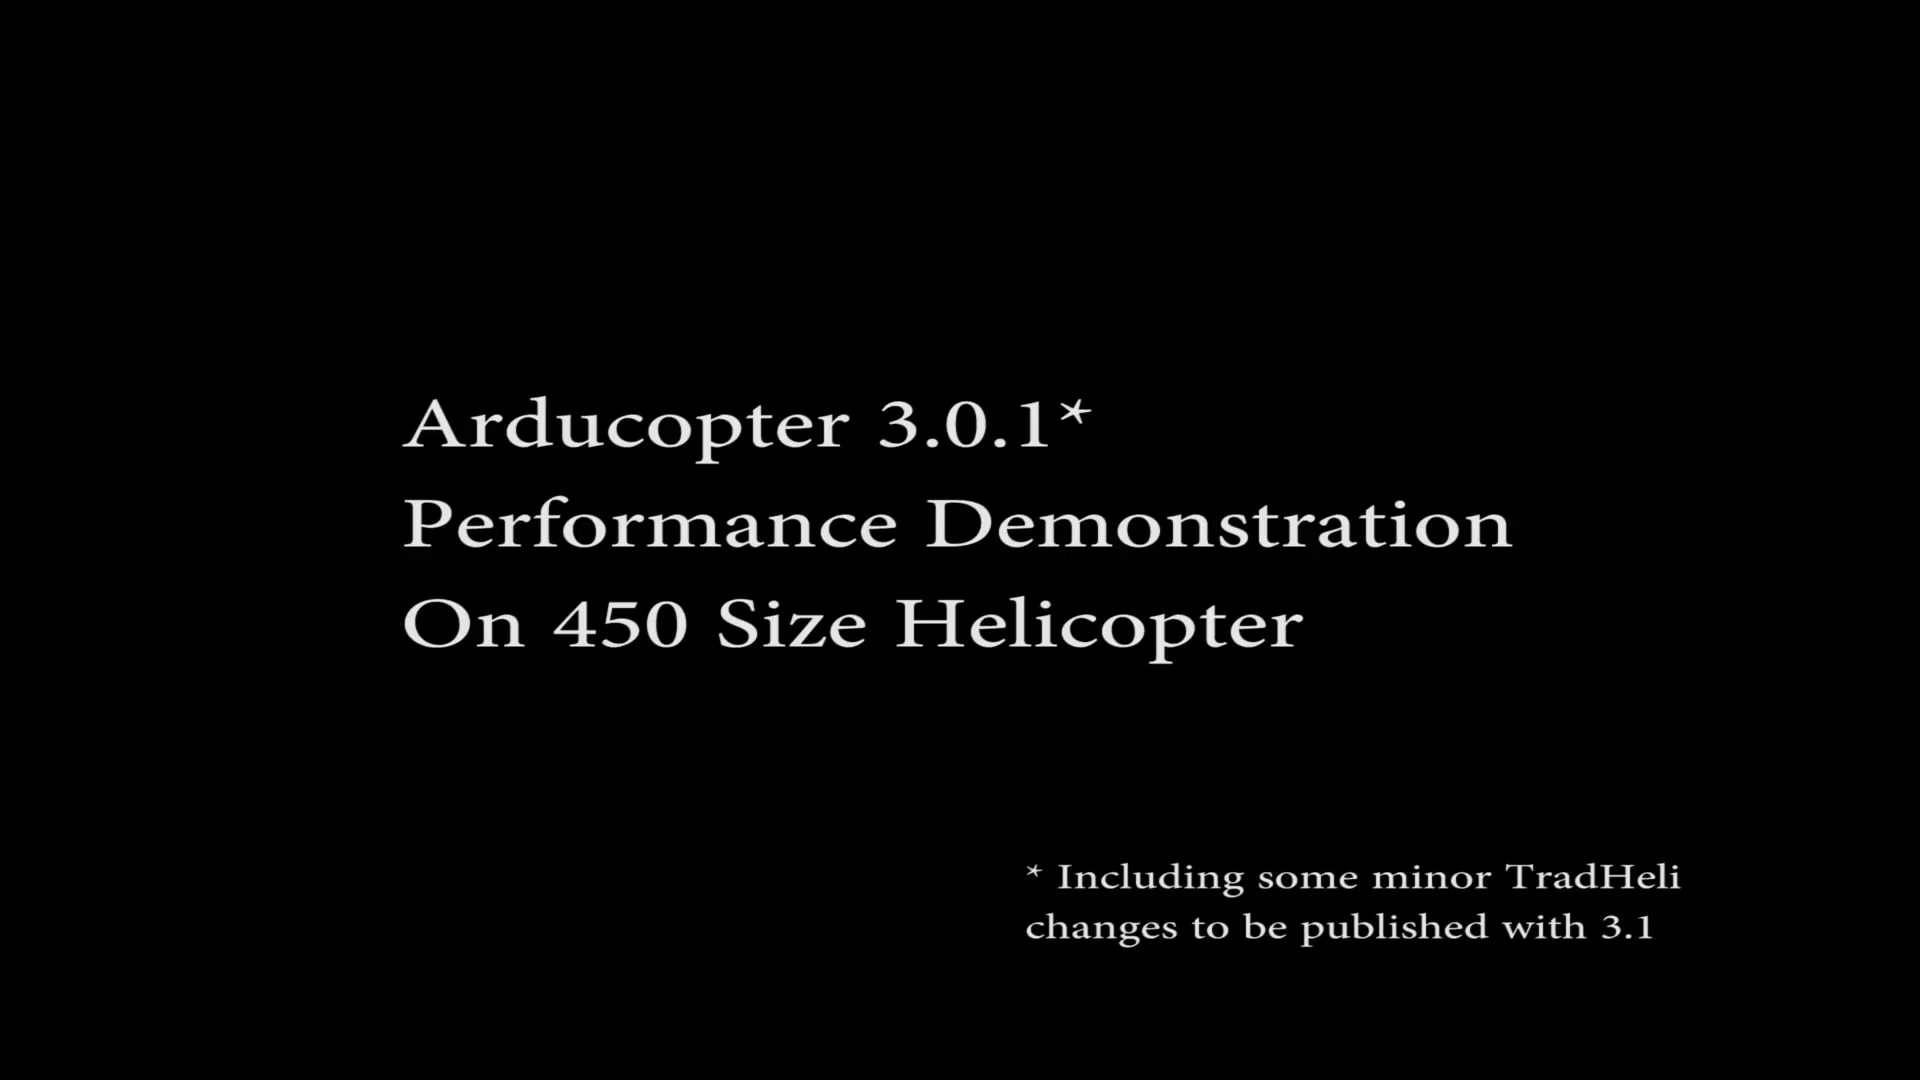 Arducopter 3.0.1*
Performance Demonstration
On 450 Size Helicopter
* Including some minor TradHeli
changes to be published with 3.1